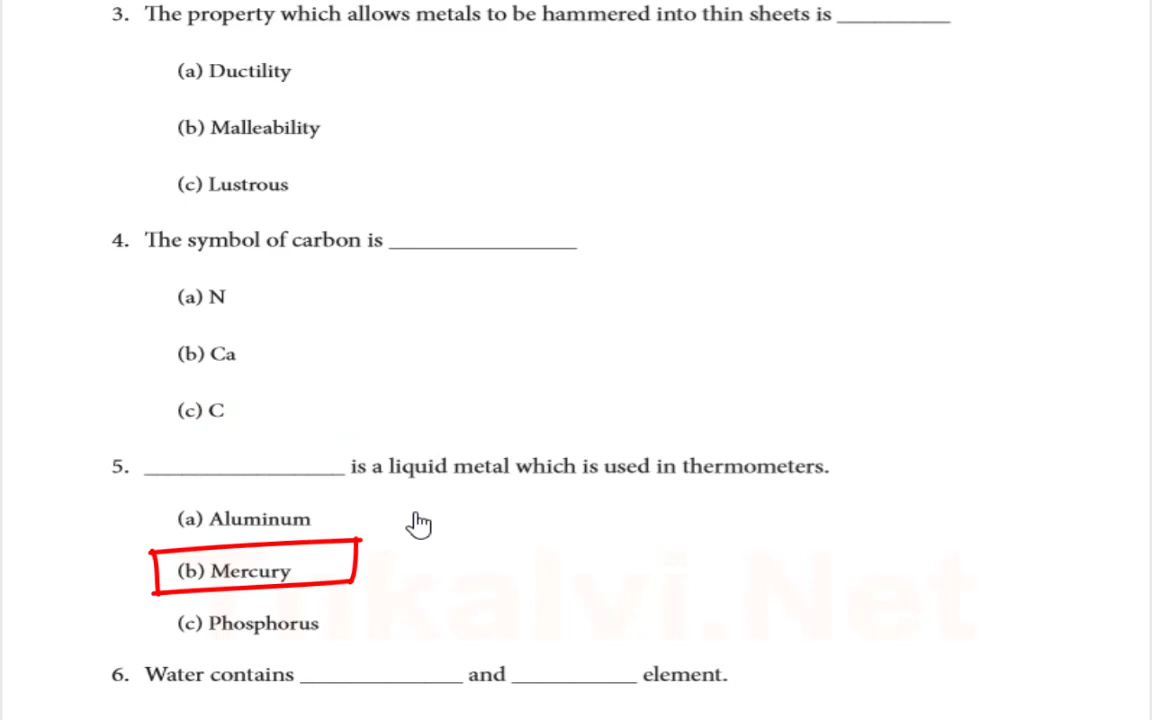 3. The property which allows metals to be hammered into thin sheets is __________
(a) Ductility
(b) Malleability
(c) Lustrous
4. The symbol of carbon is _________________
(a) N
(b) Ca
(c) C
5. __________________ is a liquid metal which is used in thermometers.
(a) Aluminum
(b) Mercury
(c) Phosphorus
6. Water contains ______________ and ___________ element.